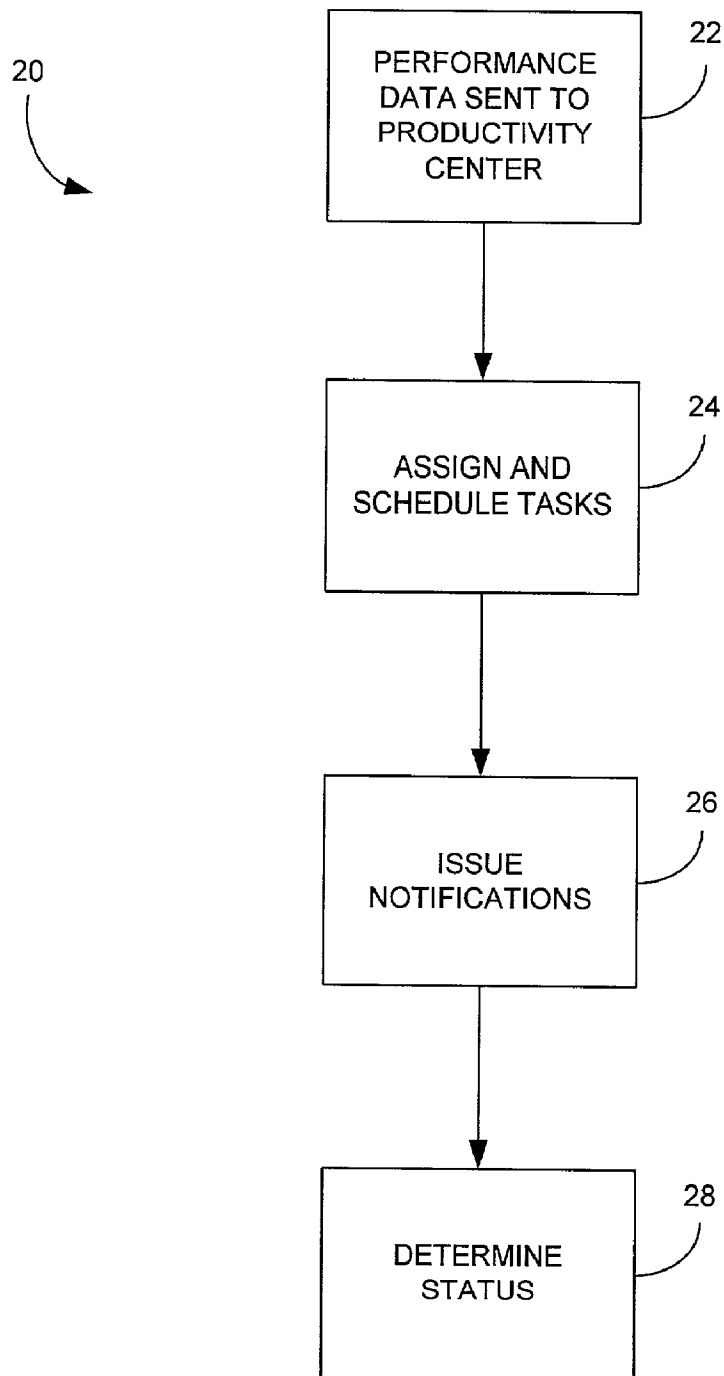 20
22
PERFORMANCE
DATA SENT TO
PRODUCTIVITY
CENTER
24
ASSIGN AND
SCHEDULE TASKS
26
ISSUE
NOTIFICATIONS
28
DETERMINE
STATUS